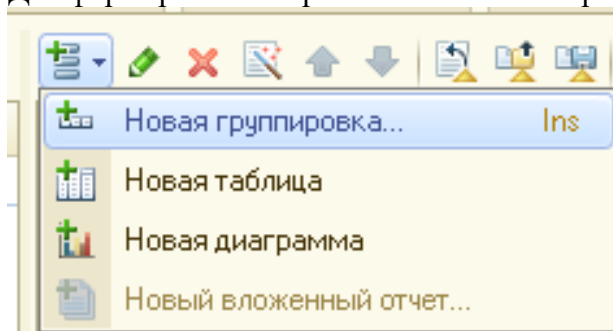 Новая группировка... Ins
Новая таблица
Новая диаграмма
Новый вложенный отчет...